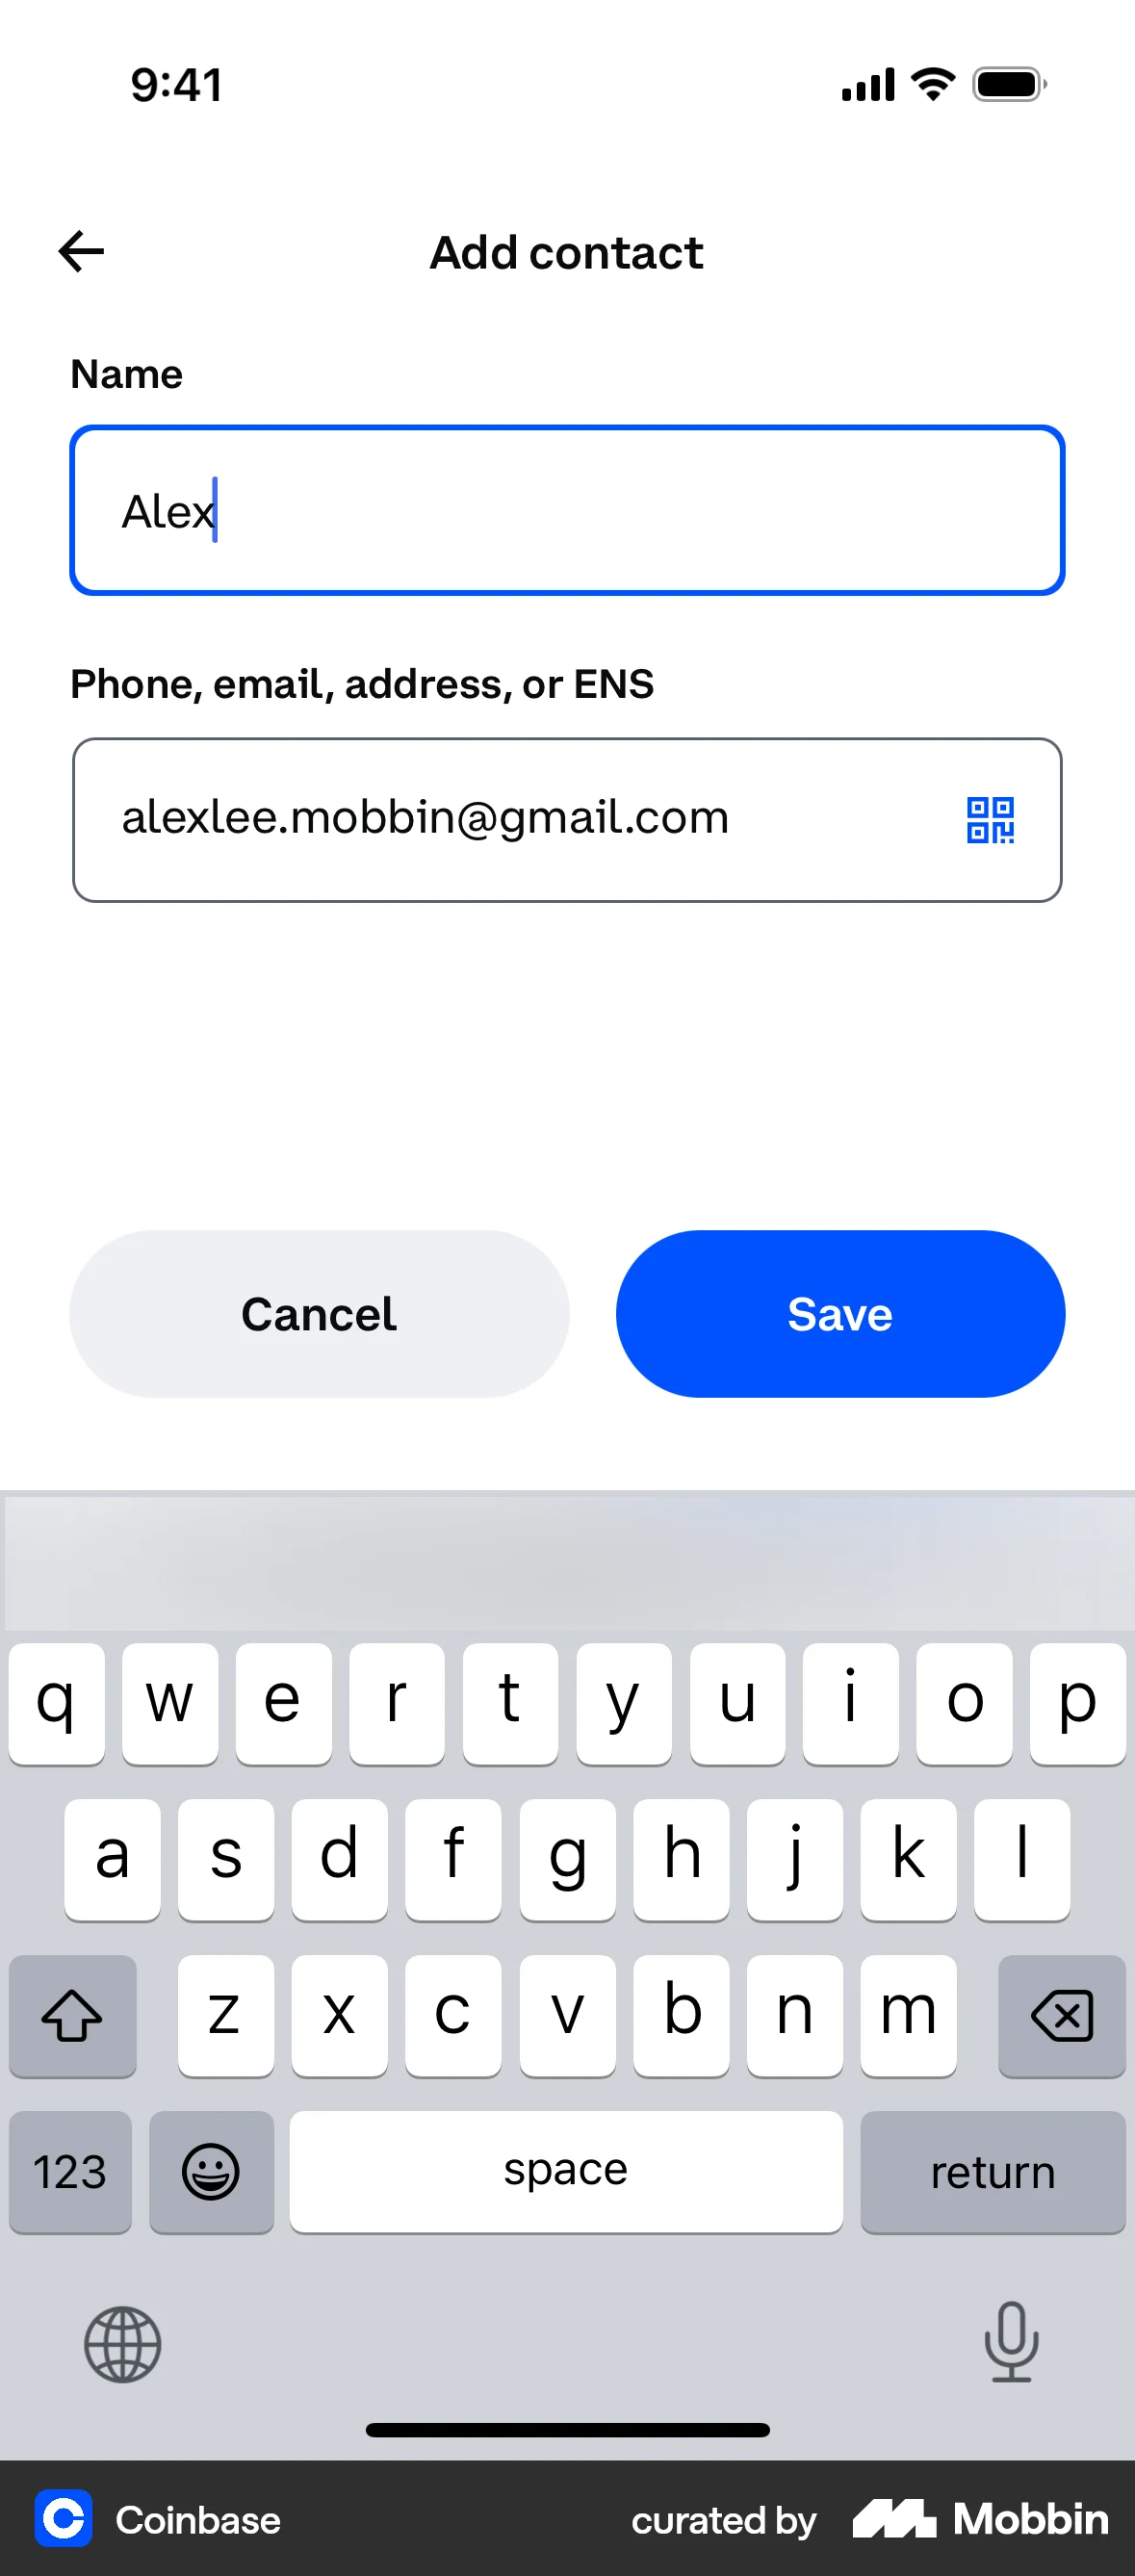 9:41
Add contact
Name
Alex
Phone, email, address, or ENS
alexlee.mobbin@gmail.com
Cancel Save
q w e r t y u i o p
a s d f g h j k l
z x c v b n m
123 space return
Coinbase curated by Mobbin